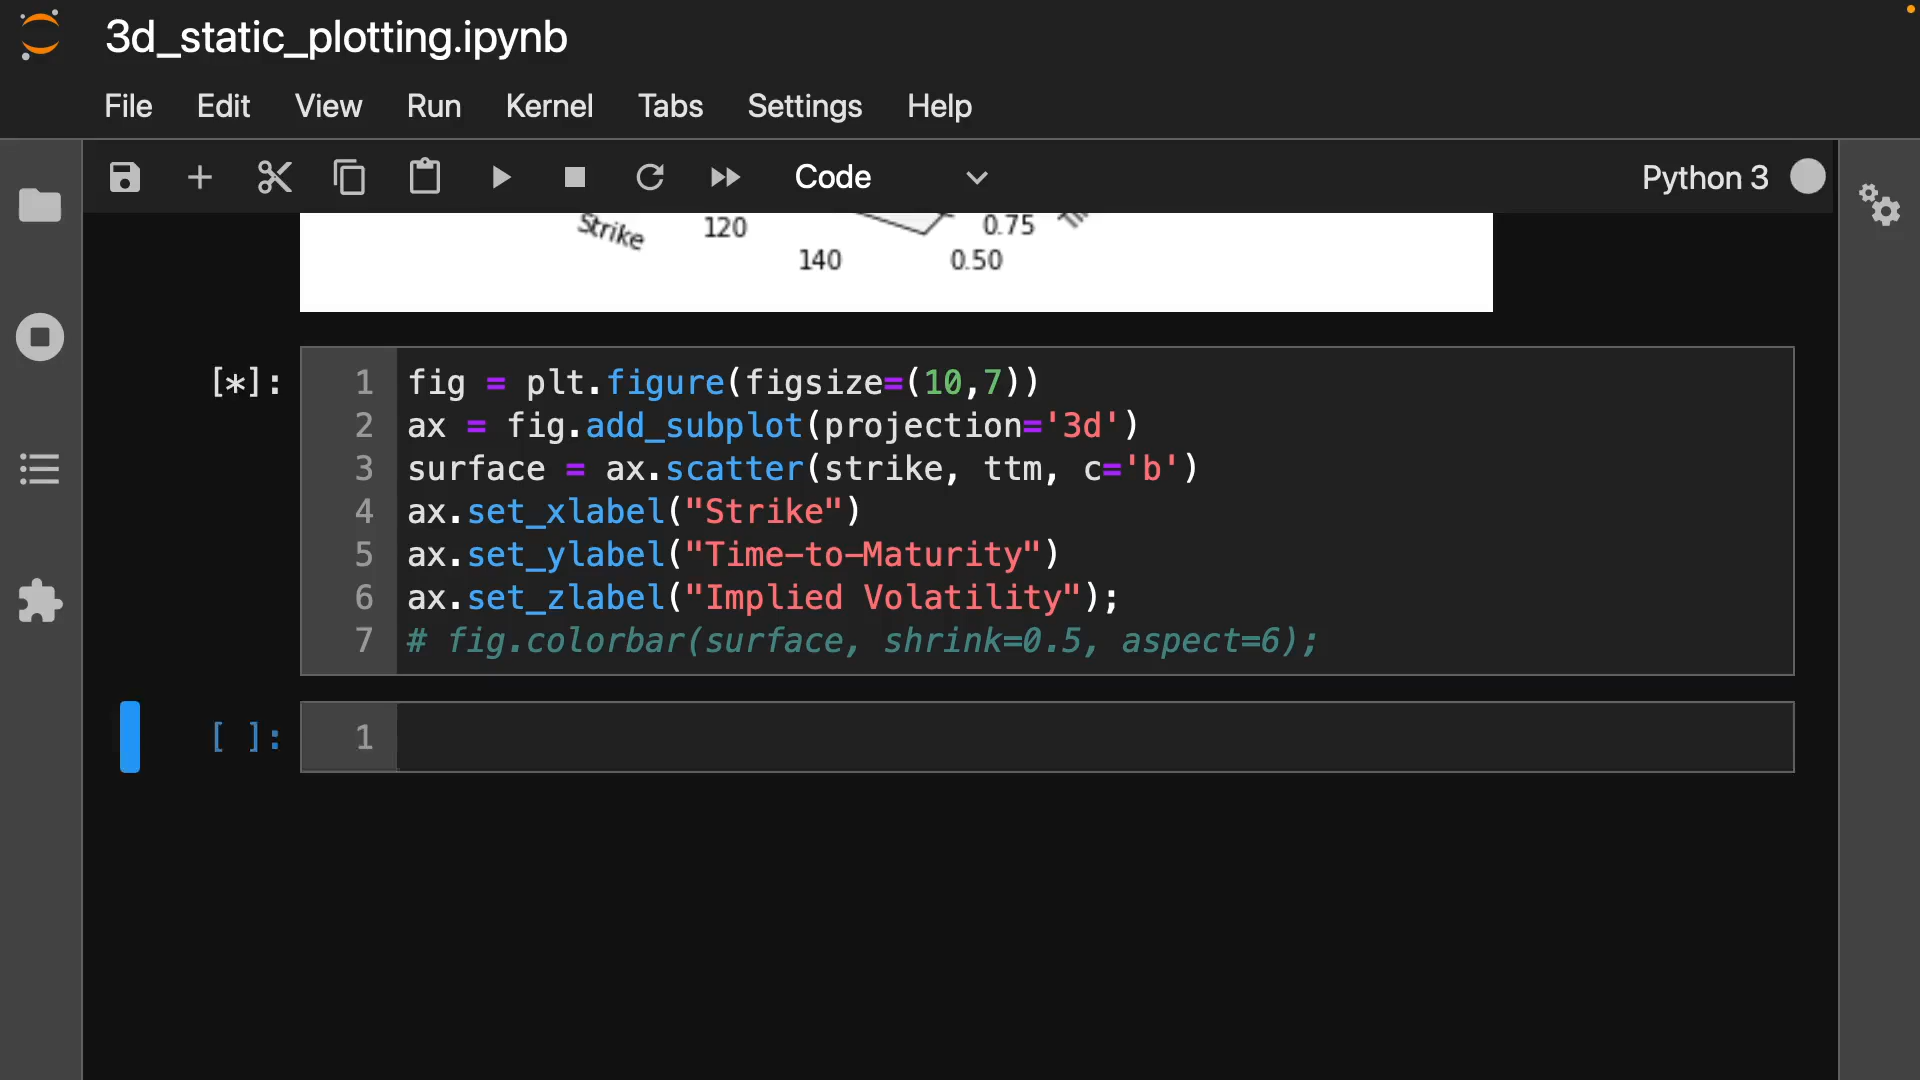 3d_static_plotting.ipynb
File Edit View Run Kernel Tabs Settings Help
Code Python 3
Strike 120 0.75
140 0.50
[*]: 1 fig = plt.figure(figsize=(10,7))
2 ax = fig.add_subplot(projection='3d')
3 surface = ax.scatter(strike, ttm, c='b')
4 ax.set_xlabel("Strike")
5 ax.set_ylabel("Time-to-Maturity")
6 ax.set_zlabel("Implied Volatility");
7 # fig.colorbar(surface, shrink=0.5, aspect=6);
[ ]: 1